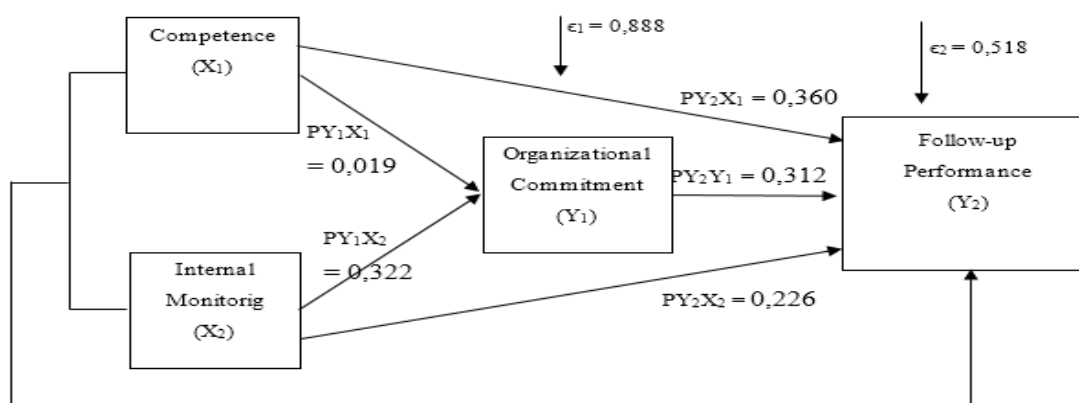 Competence
(X₁)
ϵ₁ = 0,888
ϵ₂ = 0,518
PY₂X₁ = 0,360
PY₁X₁
= 0,019
Organizational
Commitment
(Y₁)
PY₂Y₁ = 0,312
Follow-up
Performance
(Y₂)
PY₁X₂
= 0,322
Internal
Monitorig
(X₂)
PY₂X₂ = 0,226